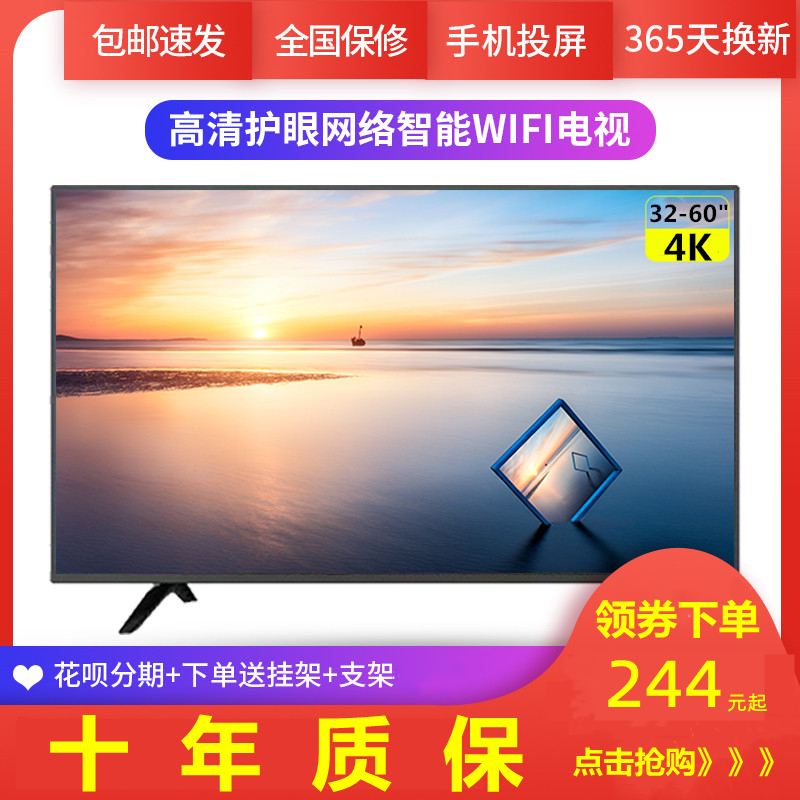 包邮速发
全国保修
手机投屏
365天换新
高清护眼网络智能WIFI电视
32-60"
4K
领券下单
244元起
花呗分期+下单送挂架+支架
十年质保
点击抢购》》》